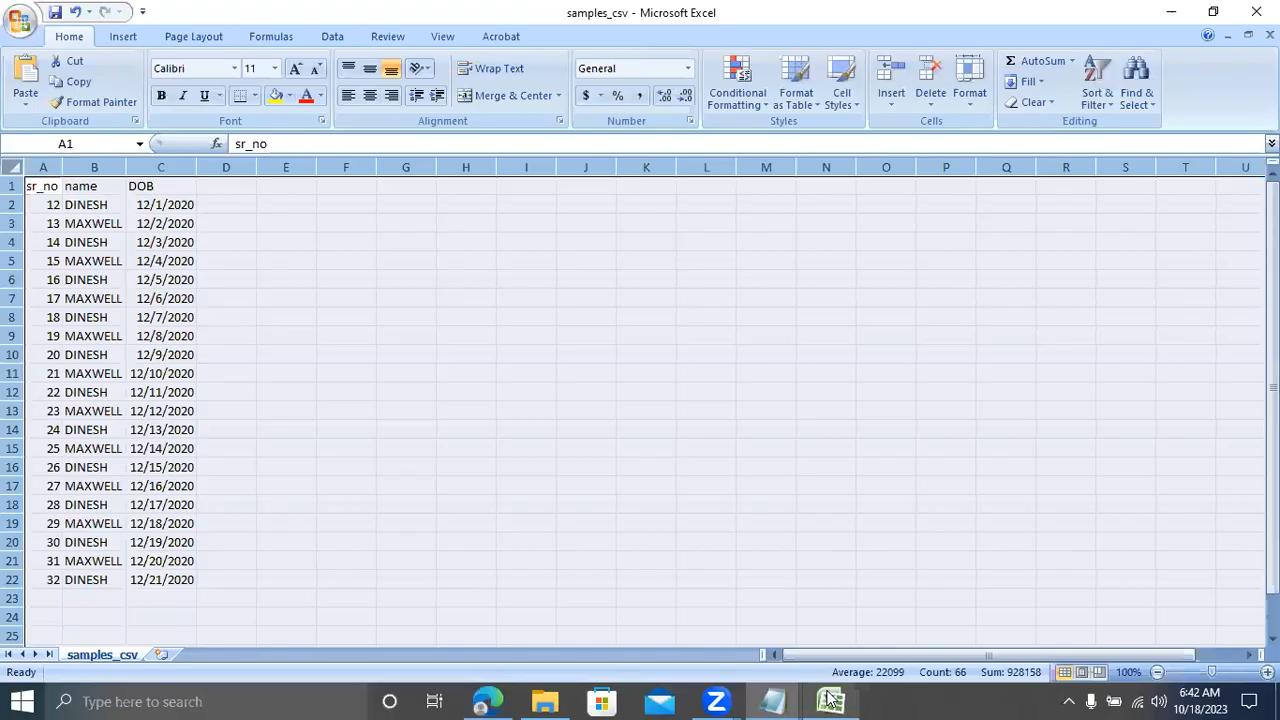 samples_csv - Microsoft Excel
Home Insert Page Layout Formulas Data Review View Acrobat
Paste Cut Copy Format Painter
Calibri 11
B I U A
Wrap Text
Merge & Center
General
$ % ,
Conditional Formatting Format as Table Cell Styles
Insert Delete Format
Σ AutoSum Fill Clear
Sort & Filter Find & Select
Clipboard Font Alignment Number Styles Cells Editing
A1 fx sr_no
A B C D E F G H I J K L M N O P Q R S T U
1 sr_no name DOB
2 12 DINESH 12/1/2020
3 13 MAXWELL 12/2/2020
4 14 DINESH 12/3/2020
5 15 MAXWELL 12/4/2020
6 16 DINESH 12/5/2020
7 17 MAXWELL 12/6/2020
8 18 DINESH 12/7/2020
9 19 MAXWELL 12/8/2020
10 20 DINESH 12/9/2020
11 21 MAXWELL 12/10/2020
12 22 DINESH 12/11/2020
13 23 MAXWELL 12/12/2020
14 24 DINESH 12/13/2020
15 25 MAXWELL 12/14/2020
16 26 DINESH 12/15/2020
17 27 MAXWELL 12/16/2020
18 28 DINESH 12/17/2020
19 29 MAXWELL 12/18/2020
20 30 DINESH 12/19/2020
21 31 MAXWELL 12/20/2020
22 32 DINESH 12/21/2020
23
24
25
samples_csv
Ready Average: 22099 Count: 66 Sum: 928158 100%
Type here to search
6:42 AM
10/18/2023